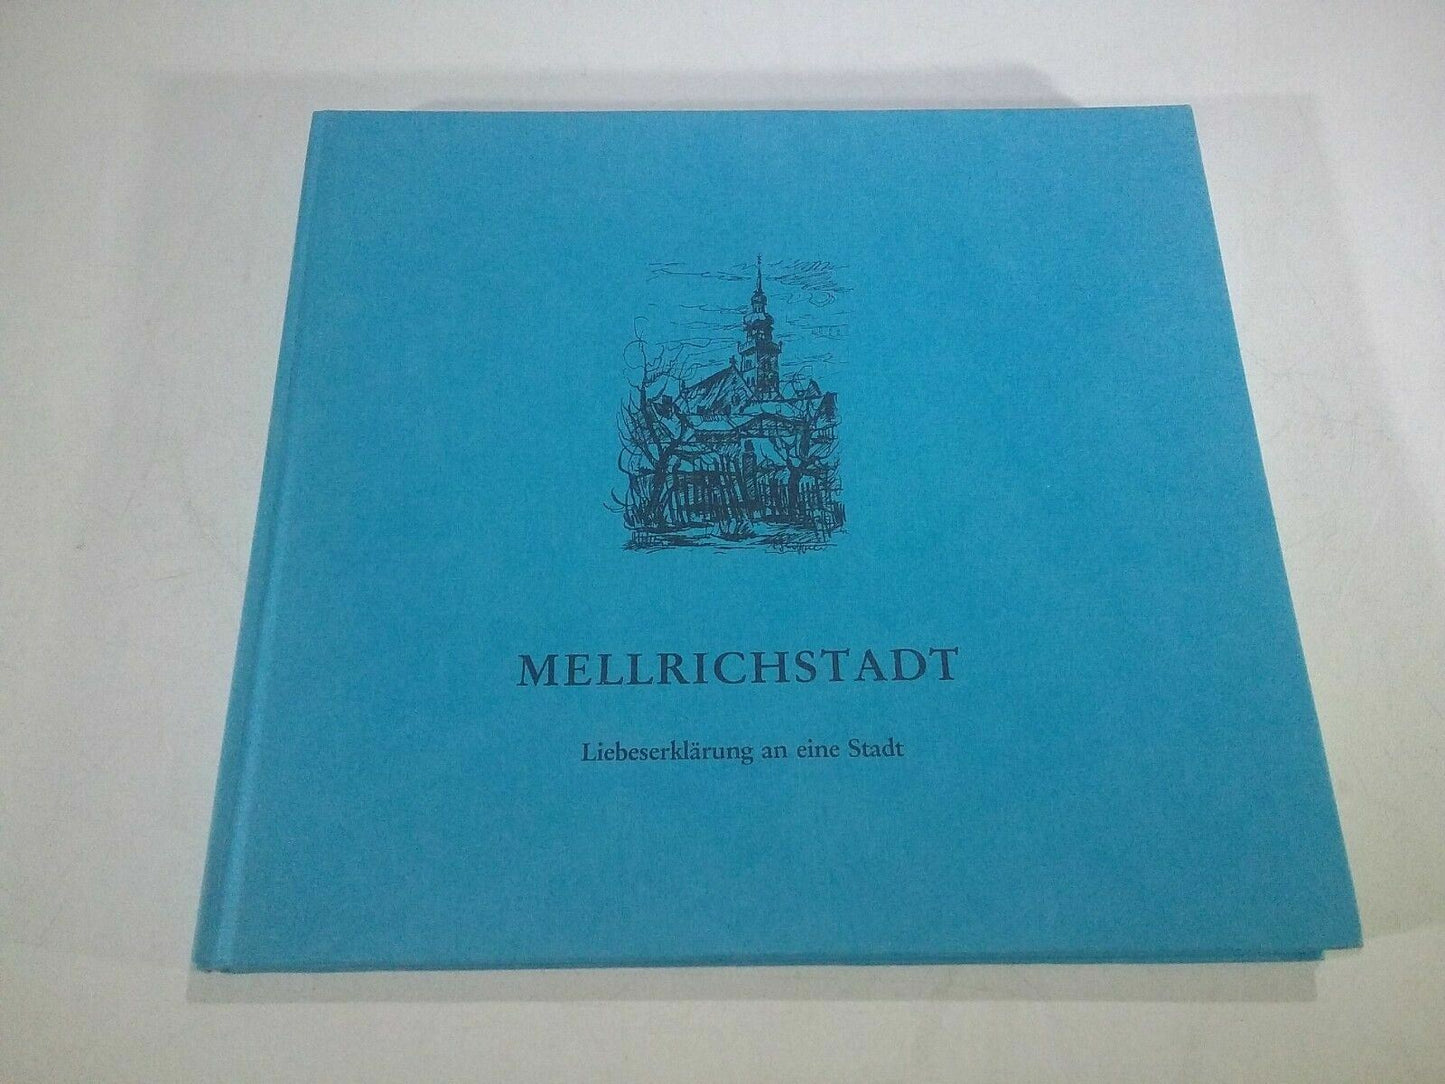 MELLRICHSTADT
Liebeserklärung an eine Stadt